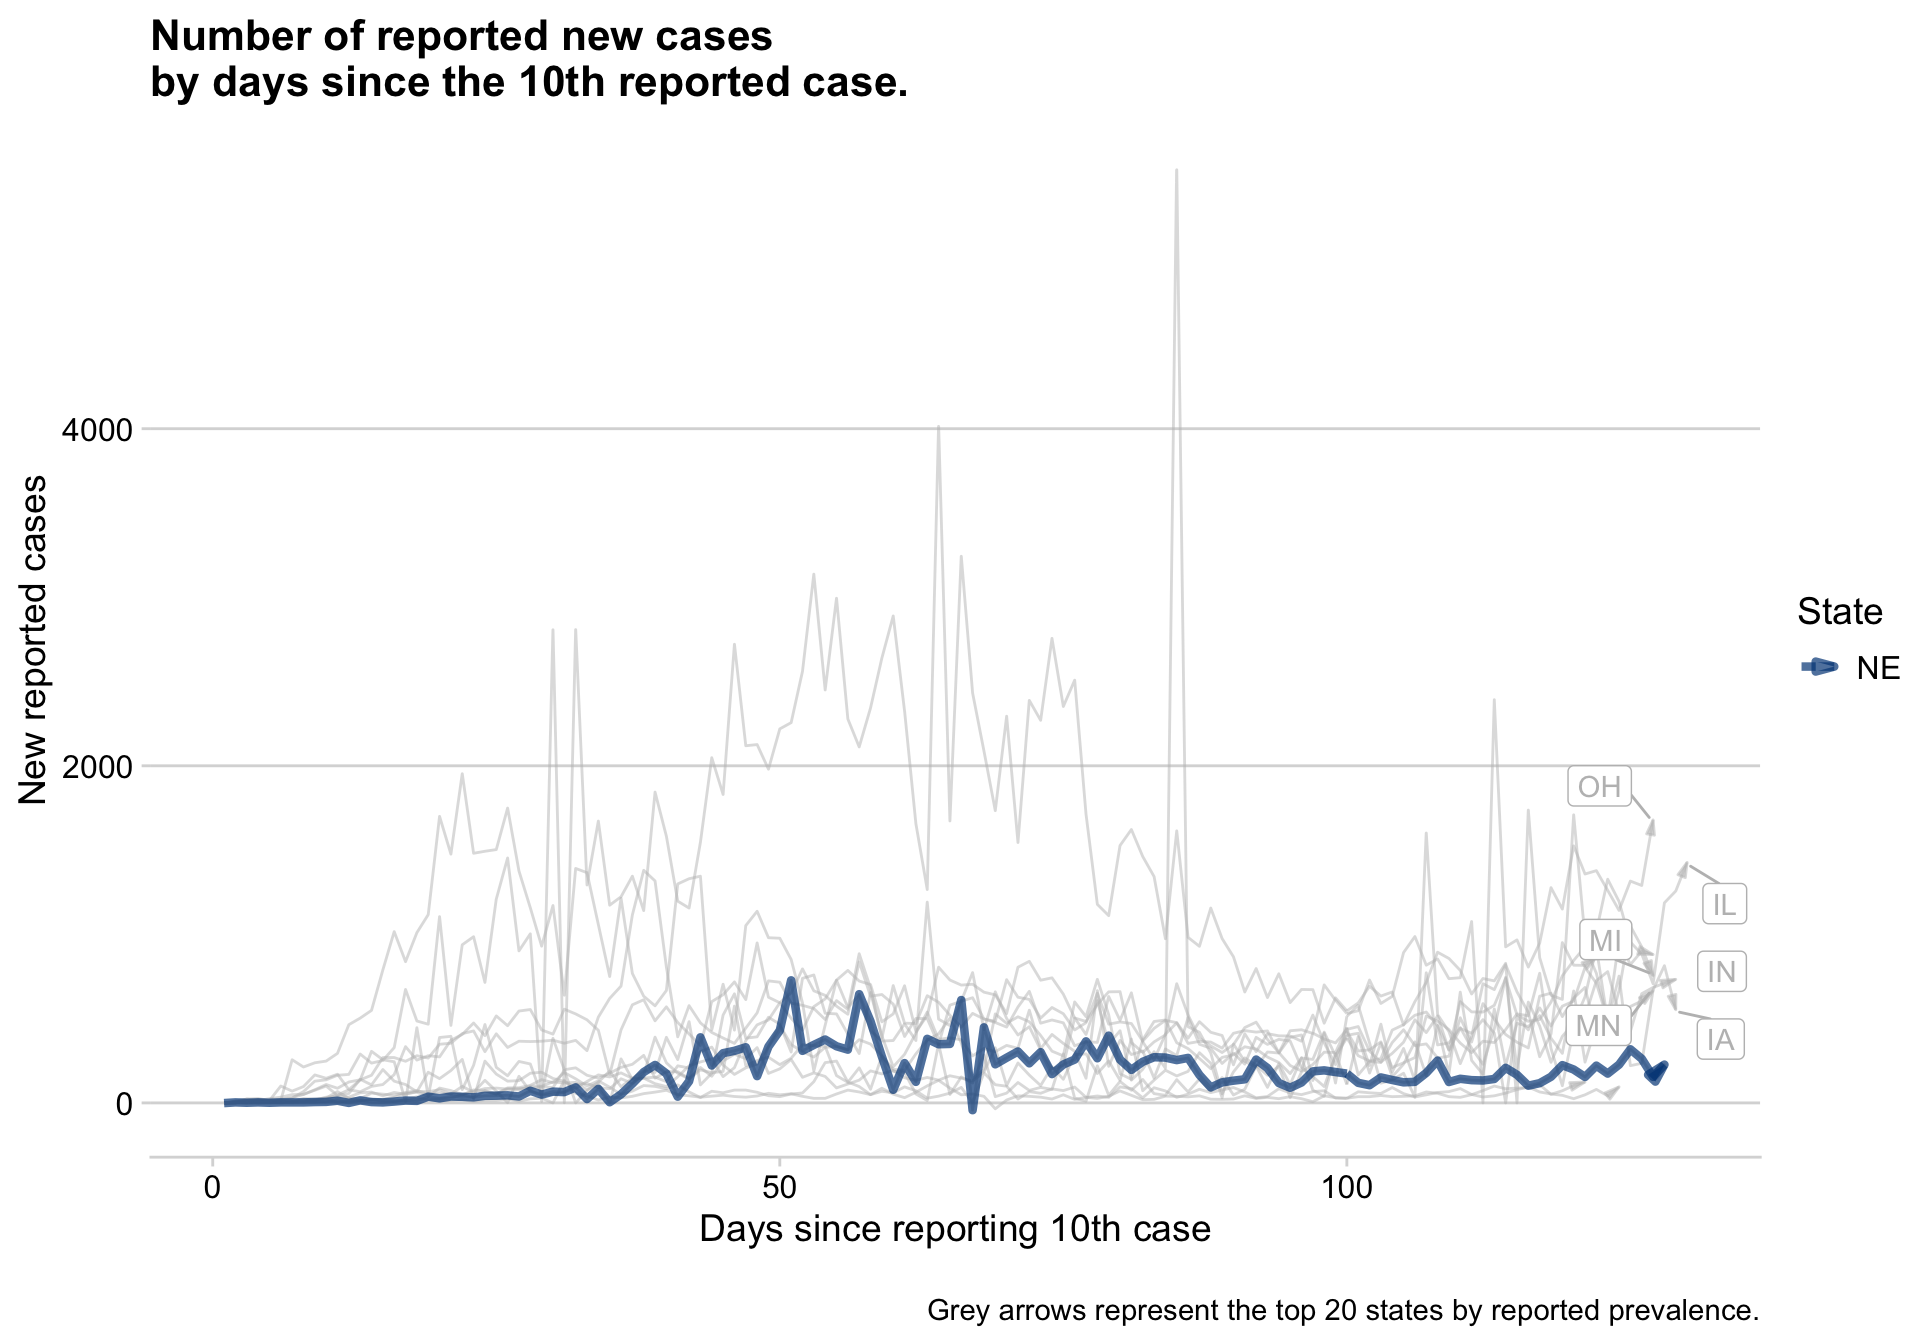 Number of reported new cases
by days since the 10th reported case.
New reported cases
4000
2000
0
OH
IL
MI
IN
MN
IA
0
50
100
Days since reporting 10th case
State
NE
Grey arrows represent the top 20 states by reported prevalence.